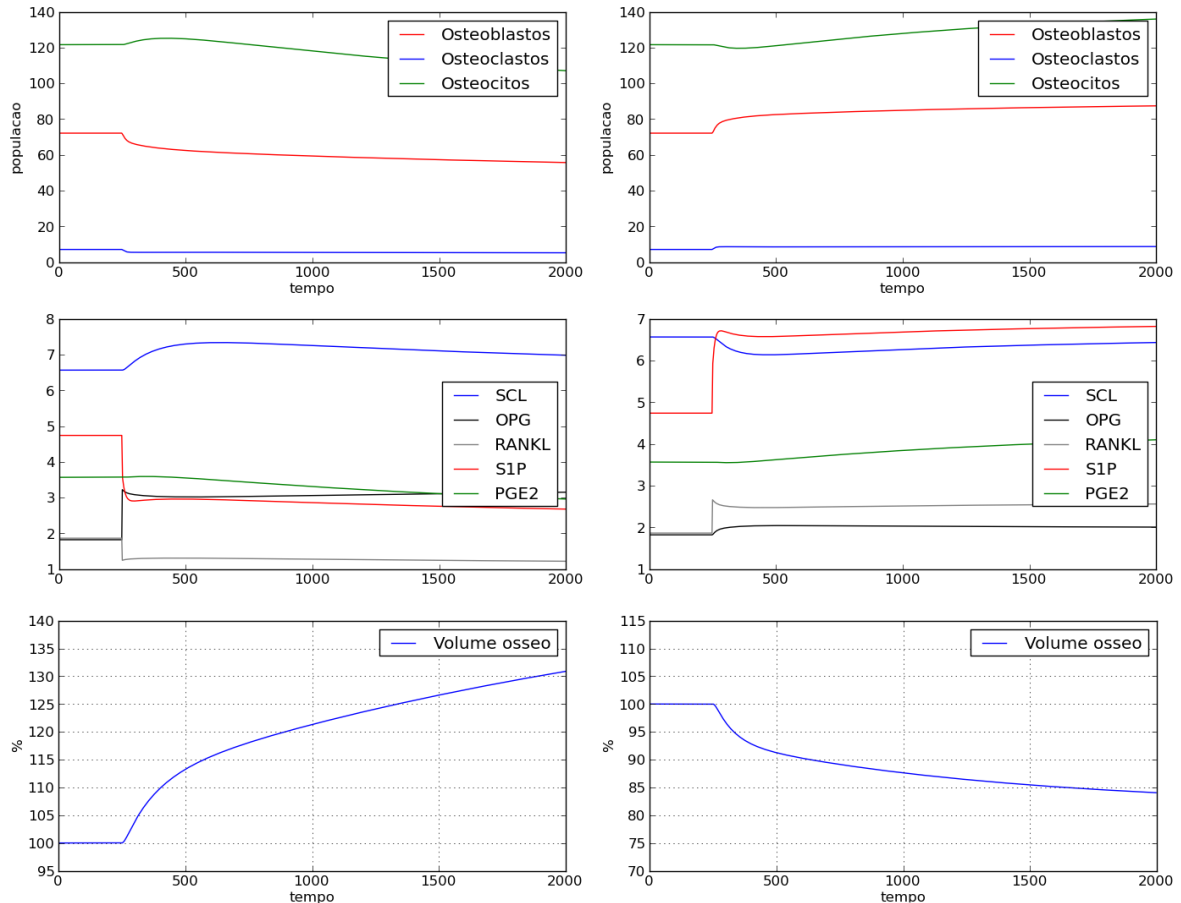 140
120
100
80
60
40
20
0
populacao
Osteoblastos
Osteoclastos
Osteocitos
0 500 1000 1500 2000
tempo
140
120
100
80
60
40
20
0
populacao
Osteoblastos
Osteoclastos
Osteocitos
0 500 1000 1500 2000
tempo
8
7
6
5
4
3
2
1
SCL
OPG
RANKL
S1P
PGE2
0 500 1000 1500 2000
7
6
5
4
3
2
1
SCL
OPG
RANKL
S1P
PGE2
0 500 1000 1500 2000
140
135
130
125
120
115
110
105
100
95
%
Volume osseo
0 500 1000 1500 2000
tempo
115
110
105
100
95
90
85
80
75
70
%
Volume osseo
0 500 1000 1500 2000
tempo